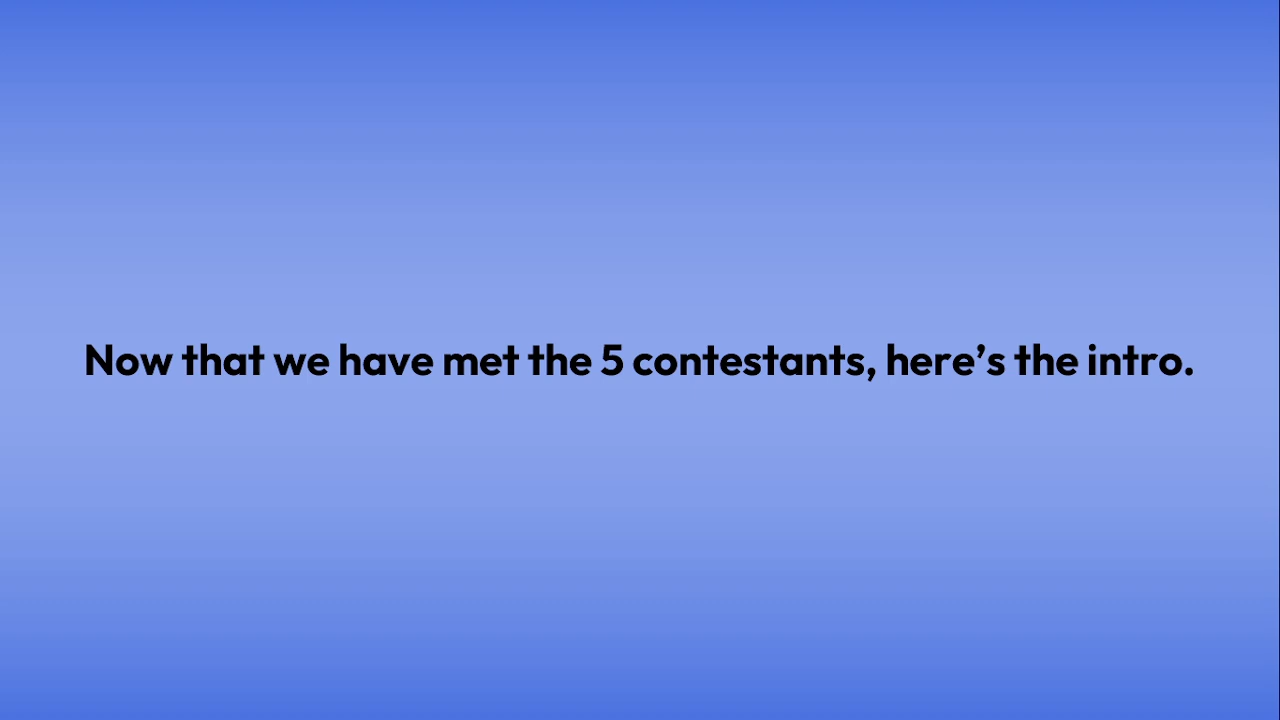 Now that we have met the 5 contestants, here’s the intro.